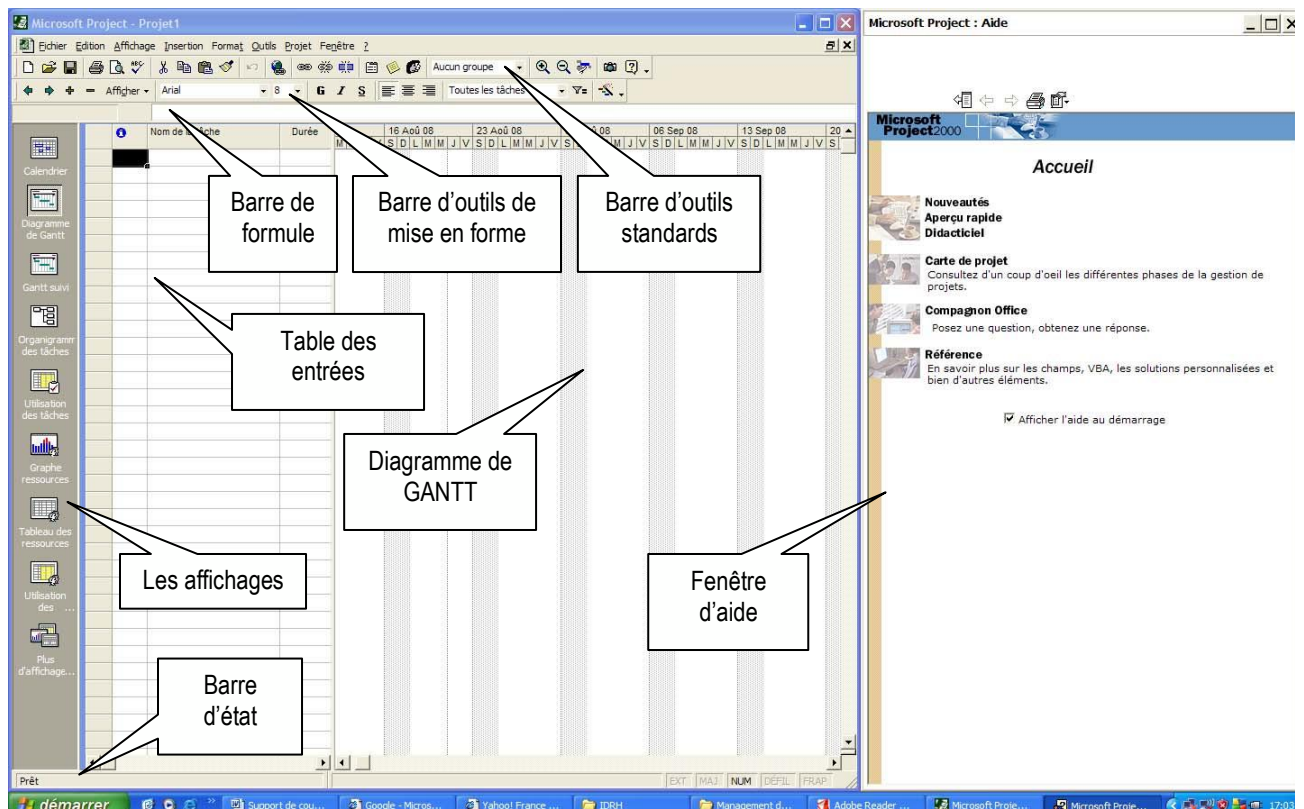 Microsoft Project - Projet1
Fichier Edition Affichage Insertion Format Outils Projet Fenêtre ?
Aucun groupe
Afficher Arial 8 G I S Toutes les tâches
Nom de la tâche Durée
16 Aoû 08 23 Aoû 08 06 Sep 08 13 Sep 08 20
Calendrier
Diagramme
de Gantt
Gantt suivi
Organigramm
des tâches
Utilisation
des tâches
Graphe
ressources
Tableau des
ressources
Utilisation
des ...
Plus
d'affichage...
Barre de
formule
Barre d'outils de
mise en forme
Barre d'outils
standards
Table des
entrées
Diagramme de
GANTT
Les affichages
Fenêtre
d'aide
Barre
d'état
Prêt
EXT MAJ NUM DÉFIL FRAP
Microsoft Project : Aide
Microsoft
Project2000
Accueil
Nouveautés
Aperçu rapide
Didacticiel
Carte de projet
Consultez d'un coup d'oeil les différentes phases de la gestion de
projets.
Compagnon Office
Posez une question, obtenez une réponse.
Référence
En savoir plus sur les champs, VBA, les solutions personnalisées et
bien d'autres éléments.
Afficher l'aide au démarrage
démarrer Support de cou... Google - Micros... Yahoo! France ... IDRH Management d... Adobe Reader ... Microsoft Proje... Microsoft Proje... 17:03